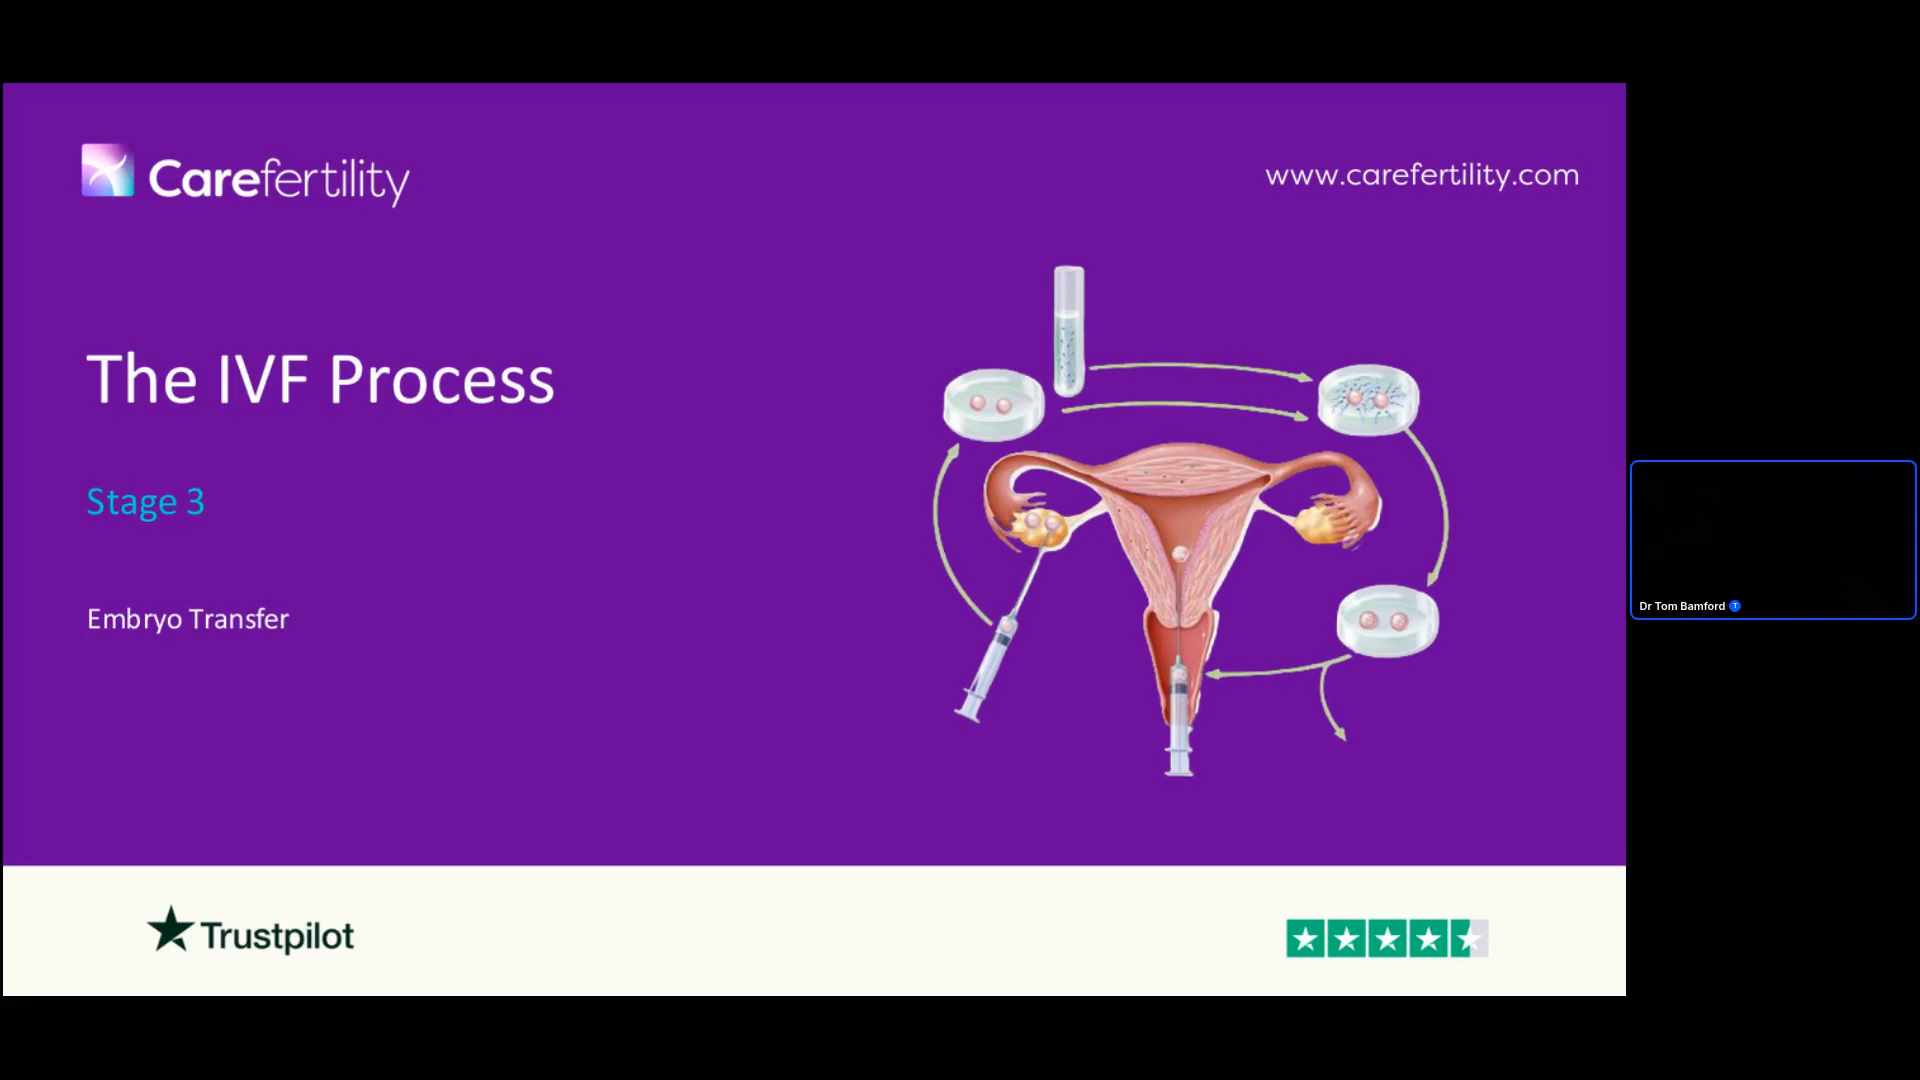 Carefertility
www.carefertility.com
The IVF Process
Stage 3
Embryo Transfer
Dr Tom Bamford
T
Trustpilot